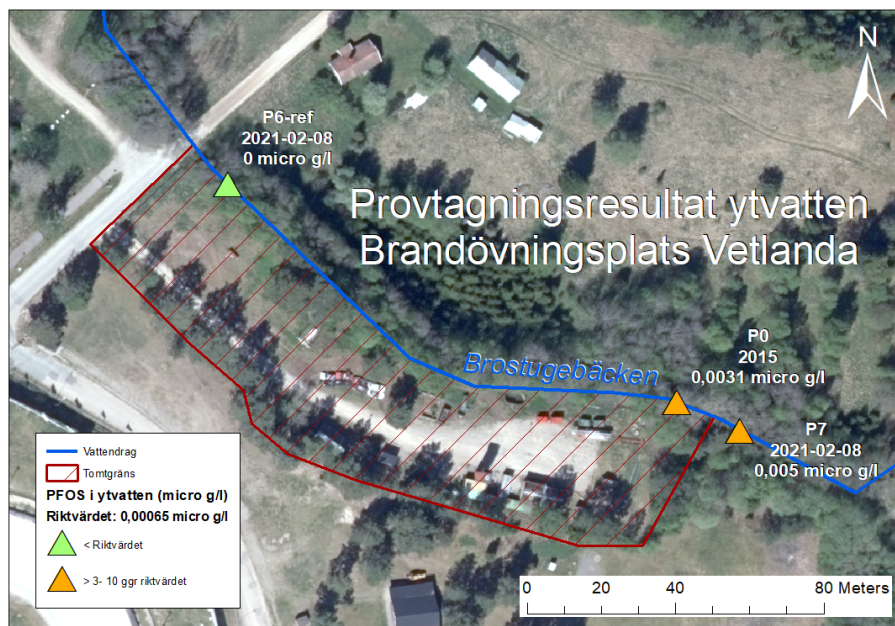 N
P6-ref
2021-02-08
0 micro g/l
Provtagningsresultat ytvatten
Brandövningsplats Vetlanda
P0
2015
0,0031 micro g/l
Brostugebäcken
P7
2021-02-08
0,005 micro g/l
Vattendrag
Tomtgräns
PFOS i ytvatten (micro g/l)
Riktvärdet: 0,00065 micro g/l
< Riktvärdet
> 3- 10 ggr riktvärdet
0 20 40 80 Meters